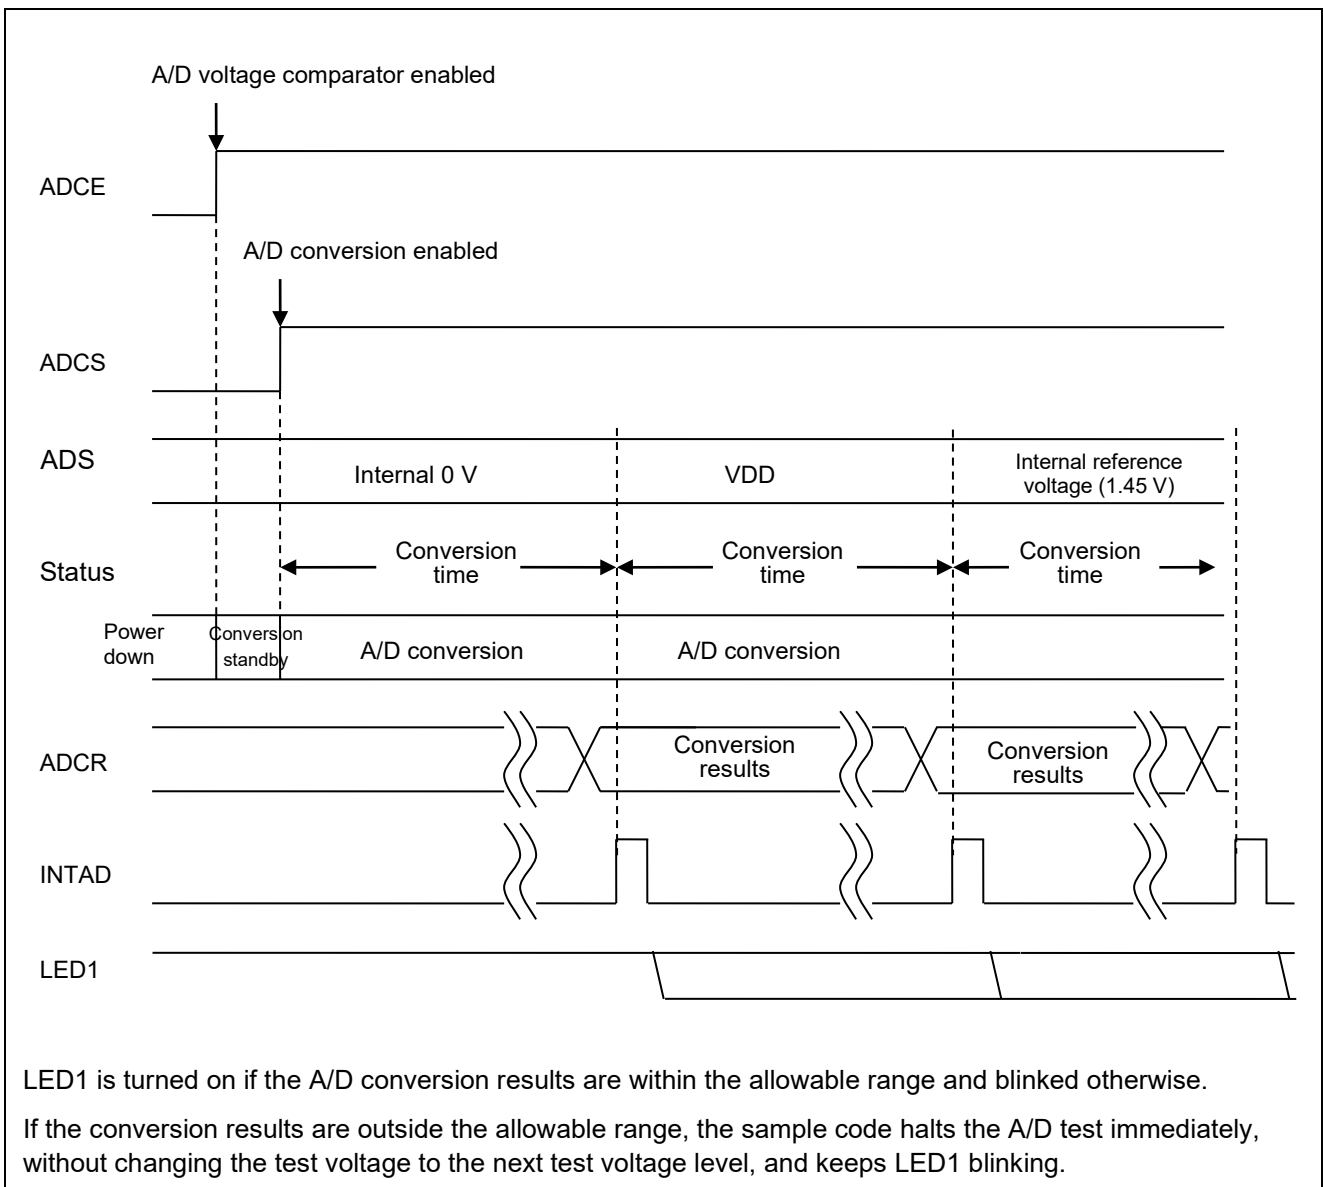 A/D voltage comparator enabled
ADCE
A/D conversion enabled
ADCS
ADS
Internal 0 V
VDD
Internal reference
voltage (1.45 V)
Status
Conversion
time
Conversion
time
Conversion
time
Power
down
Conversion
standby
A/D conversion
A/D conversion
ADCR
Conversion
results
Conversion
results
INTAD
LED1
LED1 is turned on if the A/D conversion results are within the allowable range and blinked otherwise.
If the conversion results are outside the allowable range, the sample code halts the A/D test immediately,
without changing the test voltage to the next test voltage level, and keeps LED1 blinking.